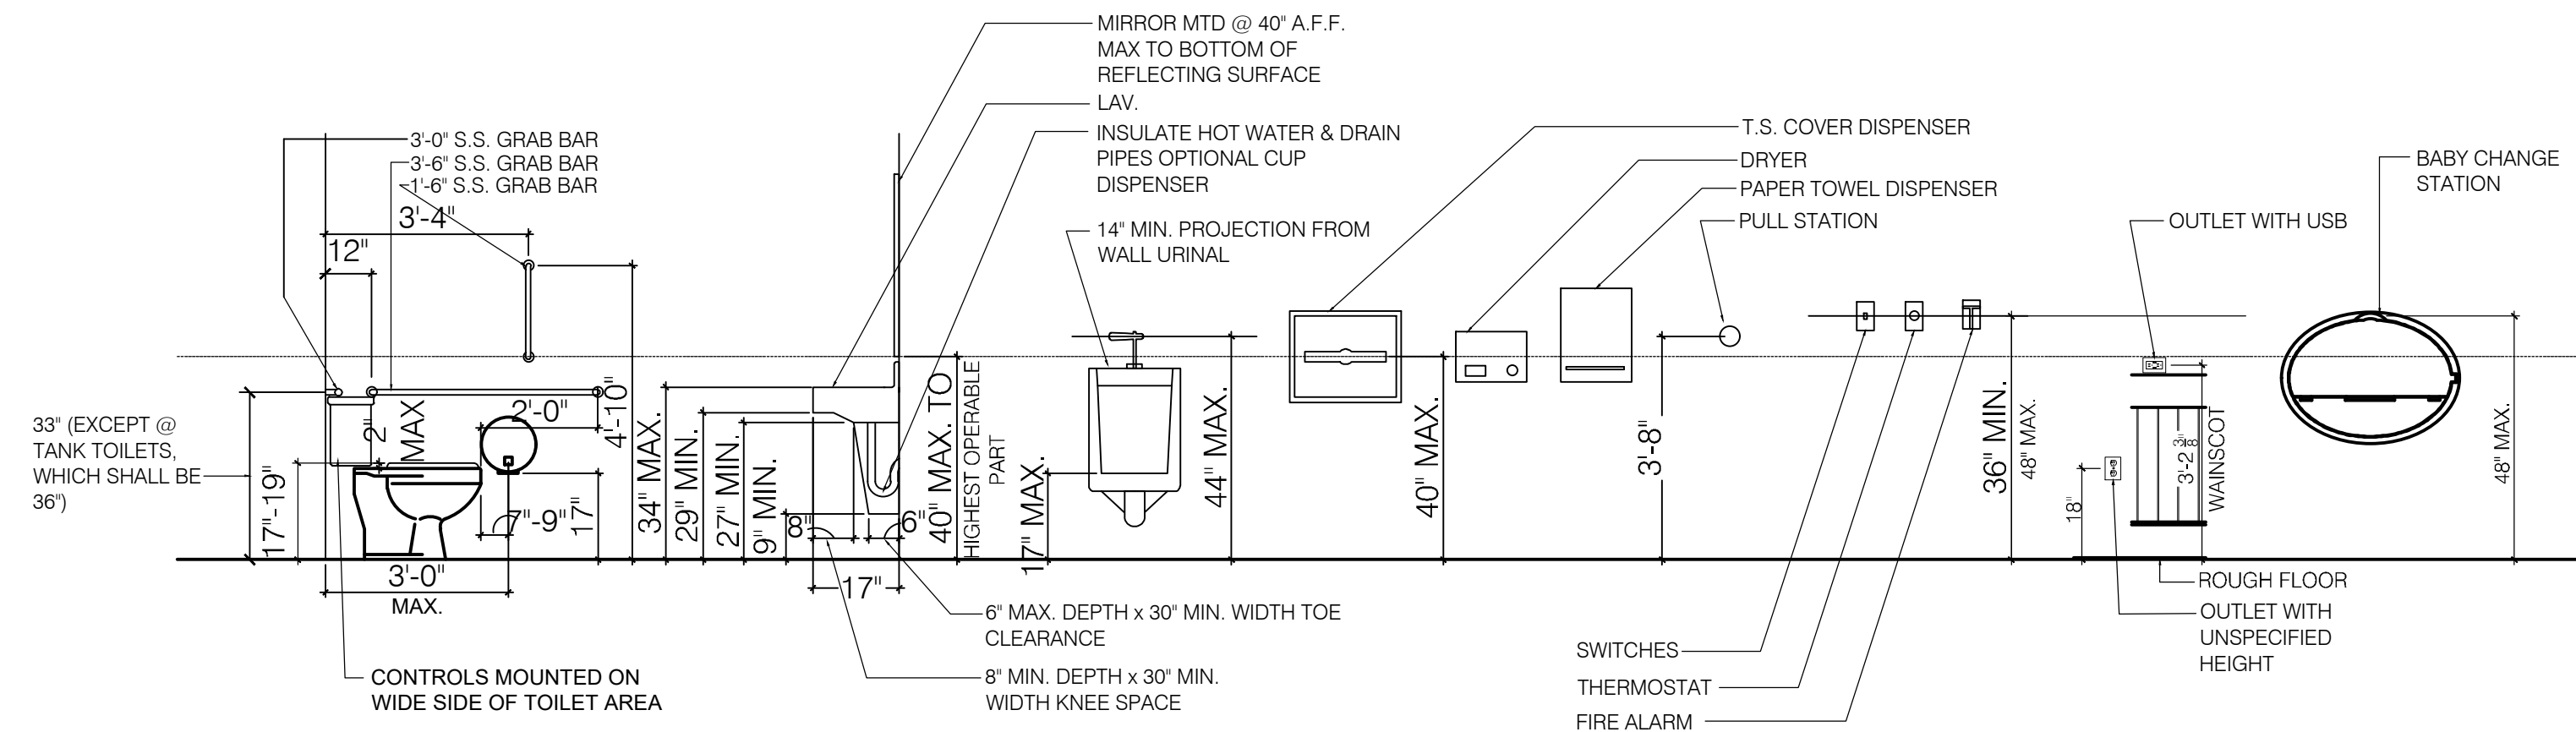 MIRROR MTD @ 40" A.F.F.
MAX TO BOTTOM OF
REFLECTING SURFACE
LAV.
INSULATE HOT WATER & DRAIN
PIPES OPTIONAL CUP
DISPENSER
14" MIN. PROJECTION FROM
WALL URINAL
3'-0" S.S. GRAB BAR
3'-6" S.S. GRAB BAR
1'-6" S.S. GRAB BAR
3'-4"
12"
33" (EXCEPT @
TANK TOILETS,
WHICH SHALL BE
36")
17"-19"
2"
MAX
2'-0"
4'-10"
7"-9"
17"
3'-0"
MAX.
CONTROLS MOUNTED ON
WIDE SIDE OF TOILET AREA
34" MAX.
29" MIN.
27" MIN.
9" MIN.
8"
6"
17"
40" MAX. TO
HIGHEST OPERABLE
PART
6" MAX. DEPTH x 30" MIN. WIDTH TOE
CLEARANCE
8" MIN. DEPTH x 30" MIN.
WIDTH KNEE SPACE
17" MAX.
44" MAX.
T.S. COVER DISPENSER
DRYER
PAPER TOWEL DISPENSER
PULL STATION
40" MAX.
3'-8"
SWITCHES
THERMOSTAT
FIRE ALARM
36" MIN.
48" MAX.
OUTLET WITH USB
18"
3'-2 3/8"
WAINSCOT
ROUGH FLOOR
OUTLET WITH
UNSPECIFIED
HEIGHT
BABY CHANGE
STATION
48" MAX.